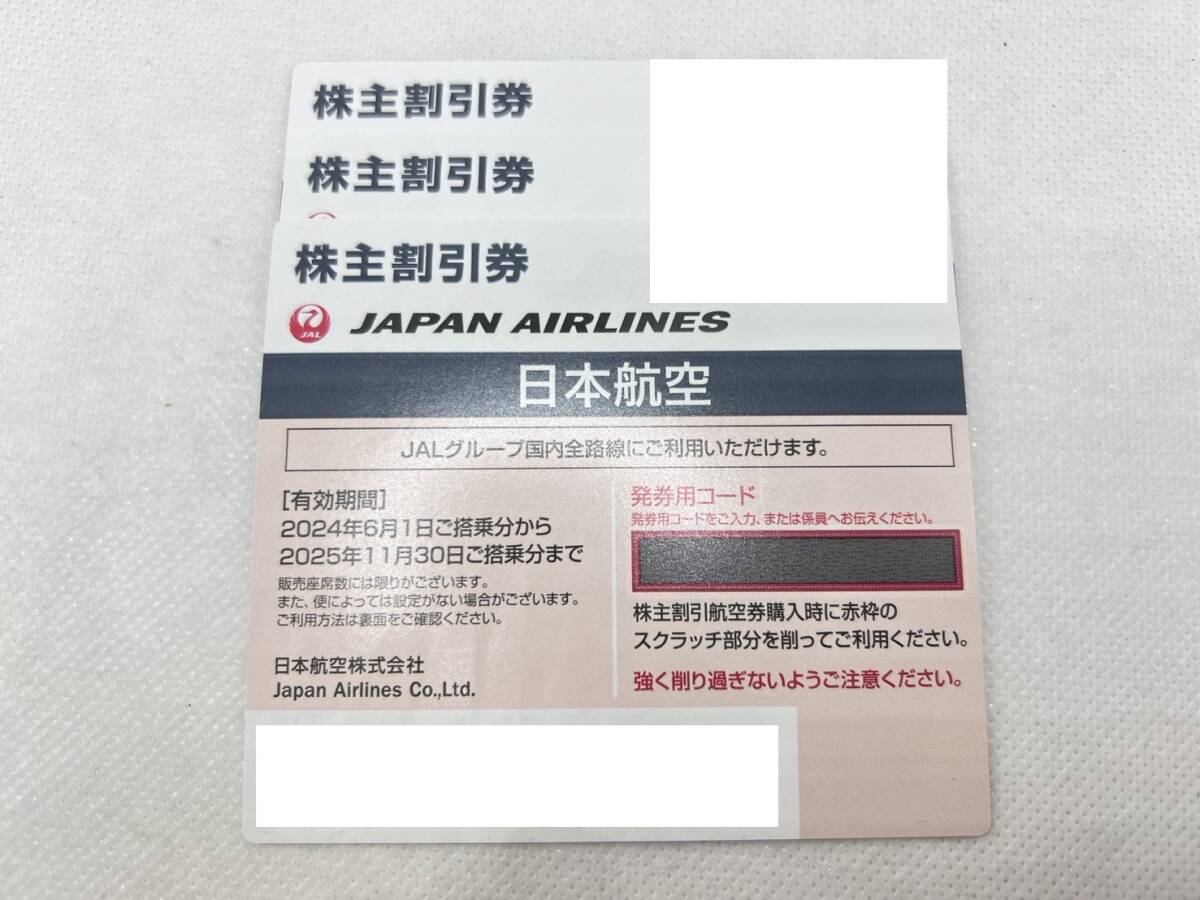 株主割引券
株主割引券
株主割引券
JAL JAPAN AIRLINES
日本航空
JALグループ国内全路線にご利用いただけます。
[有効期間]
2024年6月1日ご搭乗分から
2025年11月30日ご搭乗分まで
販売座席数には限りがございます。
また、便によっては設定がない場合がございます。
ご利用方法は裏面をご確認ください。
日本航空株式会社
Japan Airlines Co.,Ltd.
発券用コード
発券用コードをご入力、または係員へお伝えください。
株主割引航空券購入時に赤枠の
スクラッチ部分を削ってご利用ください。
強く削り過ぎないようご注意ください。